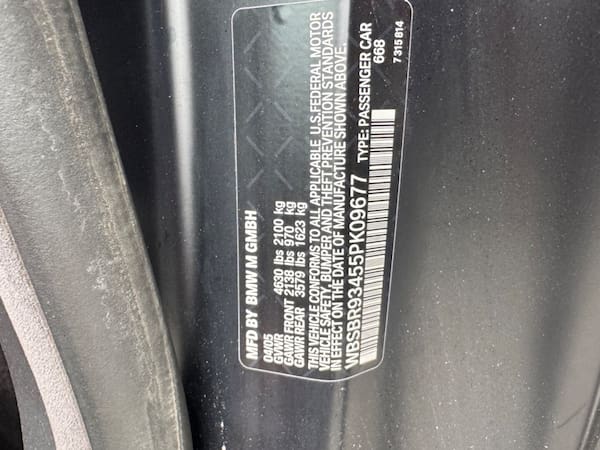 MFD BY BMW M GMBH
04/05
GVWR 4630 lbs 2100 kg
GAWR FRONT 2138 lbs 970 kg
GAWR REAR 3579 lbs 1623 kg
THIS VEHICLE CONFORMS TO ALL APPLICABLE U.S.FEDERAL MOTOR
VEHICLE SAFETY, BUMPER AND THEFT PREVENTION STANDARDS
IN EFFECT ON THE DATE OF MANUFACTURE SHOWN ABOVE.
WBSBR93455PK09677 TYPE: PASSENGER CAR
668
7 315 814